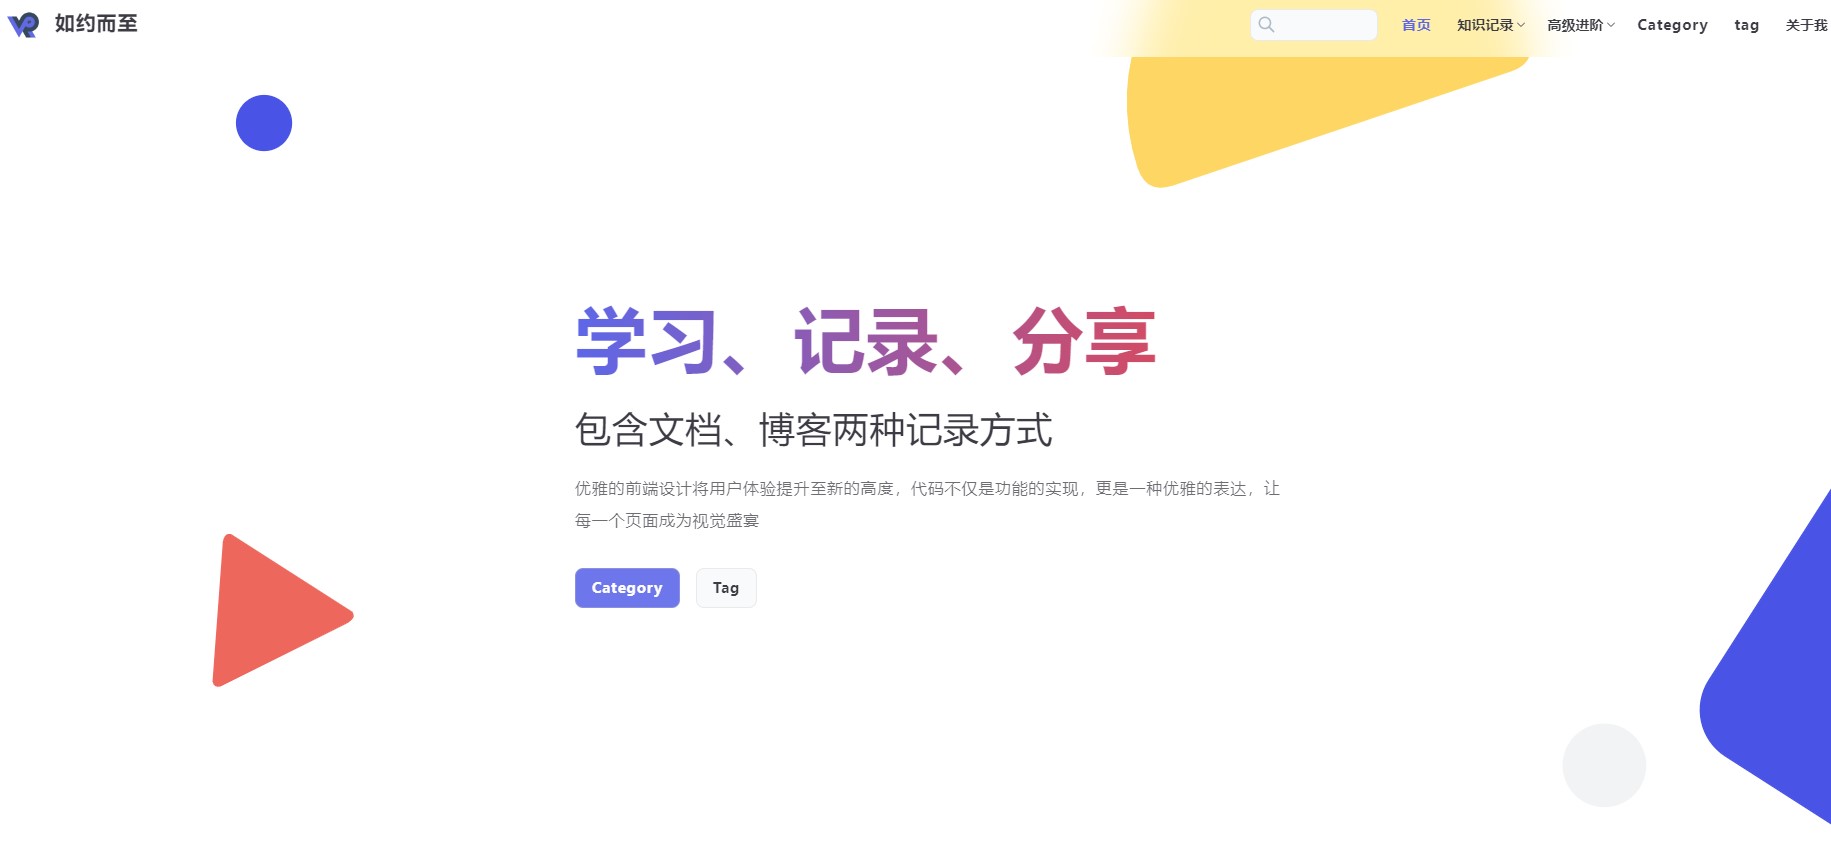 如约而至
首页 知识记录 高级进阶 Category tag 关于我
学习、记录、分享
包含文档、博客两种记录方式
优雅的前端设计将用户体验提升至新的高度，代码不仅是功能的实现，更是一种优雅的表达，让
每一个页面成为视觉盛宴
Category Tag